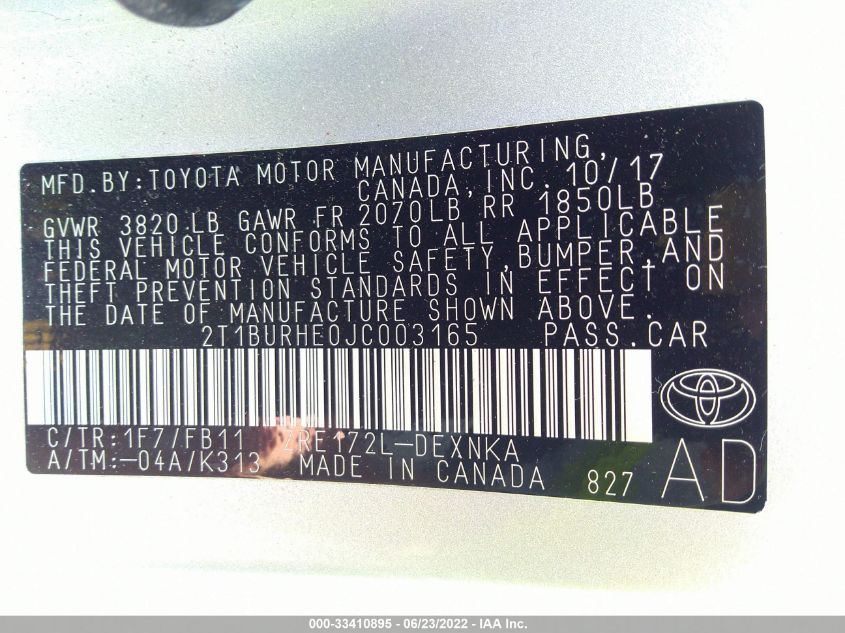 MFD.BY:TOYOTA MOTOR MANUFACTURING,
CANADA,INC. 10/17
GVWR 3820 LB GAWR FR 2070LB RR 1850LB
THIS VEHICLE CONFORMS TO ALL APPLICABLE
FEDERAL MOTOR VEHICLE SAFETY,BUMPER,AND
THEFT PREVENTION STANDARDS IN EFFECT ON
THE DATE OF MANUFACTURE SHOWN ABOVE.
2T1BURHE0JC003165 PASS.CAR
C/TR:1F7/FB11 ZRE172L-DEXNKA
A/TM:-04A/K313 MADE IN CANADA 827 AD
000-33410895 - 06/23/2022 - IAA Inc.